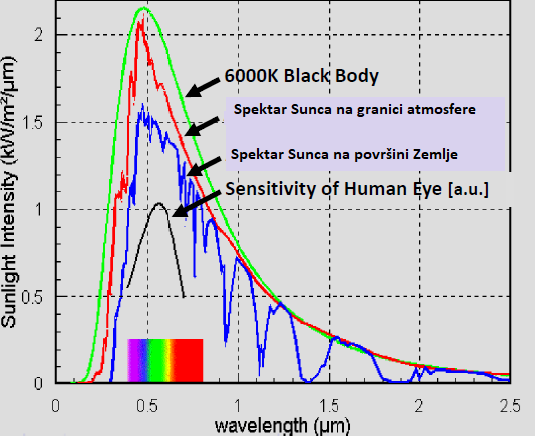 2
6000K Black Body
Spektar Sunca na granici atmosfere
1.5
Spektar Sunca na površini Zemlje
Sensitivity of Human Eye [a.u.]
1
0.5
0
0 0.5 1 1.5 2 2.5
wavelength (µm)
Sunlight Intensity (kW/m²/µm)